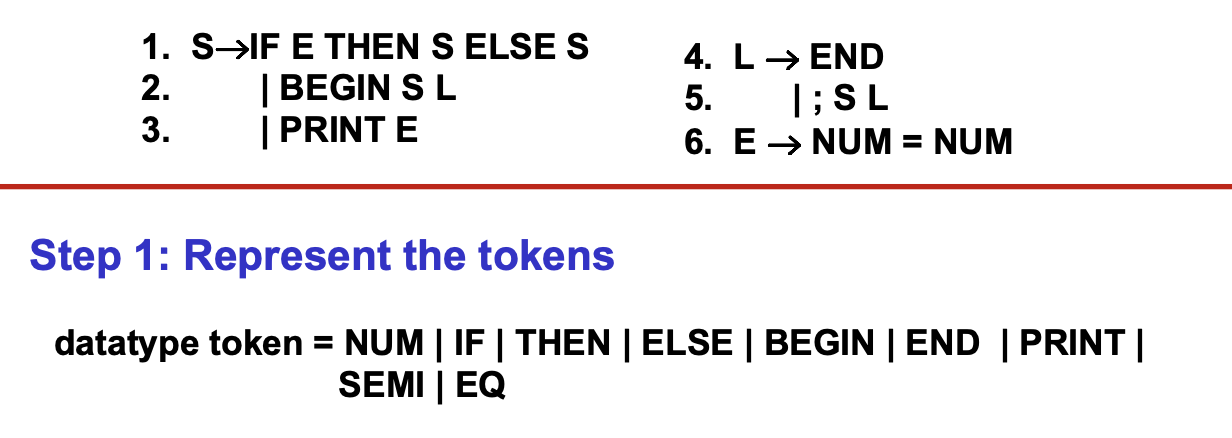 1. S→IF E THEN S ELSE S
2. | BEGIN S L
3. | PRINT E
4. L → END
5. | ; S L
6. E → NUM = NUM
Step 1: Represent the tokens
datatype token = NUM | IF | THEN | ELSE | BEGIN | END | PRINT |
SEMI | EQ